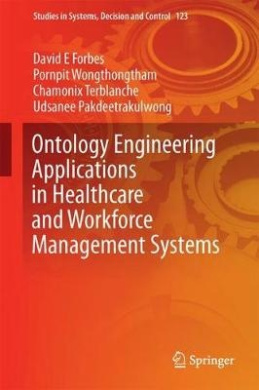 Studies in Systems, Decision and Control 123
David E Forbes
Pornpit Wongthongtham
Chamonix Terblanche
Udsanee Pakdeetrakulwong
Ontology Engineering
Applications
in Healthcare
and Workforce
Management Systems
Springer